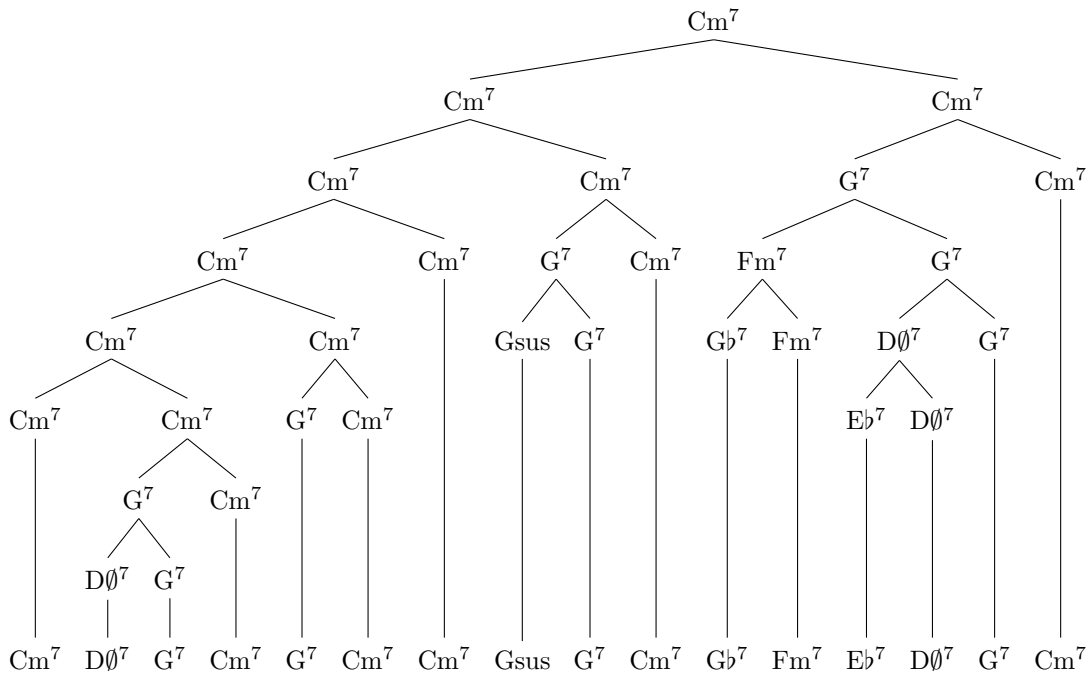 Cm⁷
Cm⁷ Cm⁷
Cm⁷ Cm⁷ G⁷ Cm⁷
Cm⁷ Cm⁷ G⁷ Cm⁷ Fm⁷ G⁷
Cm⁷ Cm⁷ Gsus G⁷ G♭⁷ Fm⁷ D∅⁷ G⁷
Cm⁷ Cm⁷ G⁷ Cm⁷ E♭⁷ D∅⁷
G⁷ Cm⁷
D∅⁷ G⁷
Cm⁷ D∅⁷ G⁷ Cm⁷ G⁷ Cm⁷ Cm⁷ Gsus G⁷ Cm⁷ G♭⁷ Fm⁷ E♭⁷ D∅⁷ G⁷ Cm⁷